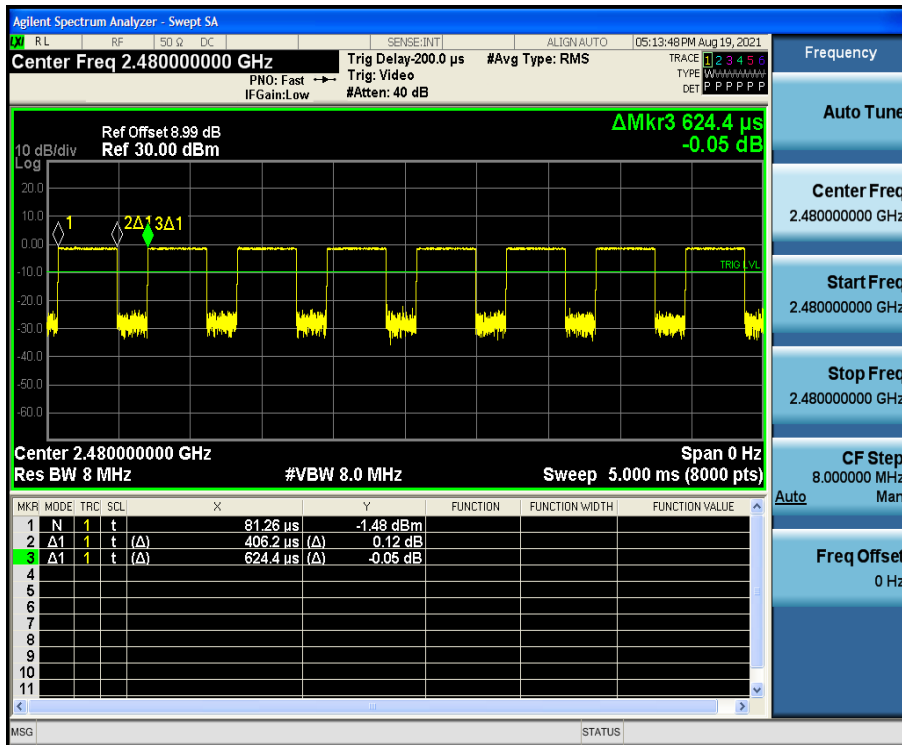 Agilent Spectrum Analyzer - Swept SA
LXI RL RF 50 Ω DC SENSE:INT ALIGN AUTO 05:13:48 PM Aug 19, 2021
Center Freq 2.480000000 GHz
PNO: Fast
IFGain:Low
Trig Delay-200.0 µs
Trig: Video
#Atten: 40 dB
#Avg Type: RMS
TRACE 1 2 3 4 5 6
TYPE WWWWWW
DET P P P P P P
Frequency
Auto Tune
Center Freq
2.480000000 GHz
Start Freq
2.480000000 GHz
Stop Freq
2.480000000 GHz
CF Step
8.000000 MHz
Auto Man
Freq Offset
0 Hz
ΔMkr3 624.4 µs
-0.05 dB
Ref Offset 8.99 dB
10 dB/div Ref 30.00 dBm
Log
20.0
10.0
0.00
-10.0
-20.0
-30.0
-40.0
-50.0
-60.0
1
2Δ1
3Δ1
TRIG LVL
Center 2.480000000 GHz Span 0 Hz
Res BW 8 MHz #VBW 8.0 MHz Sweep 5.000 ms (8000 pts)
MKR MODE TRC SCL X Y FUNCTION FUNCTION WIDTH FUNCTION VALUE
1 N 1 t 81.26 µs -1.48 dBm
2 Δ1 1 t (Δ) 406.2 µs (Δ) 0.12 dB
3 Δ1 1 t (Δ) 624.4 µs (Δ) -0.05 dB
4
5
6
7
8
9
10
11
MSG STATUS